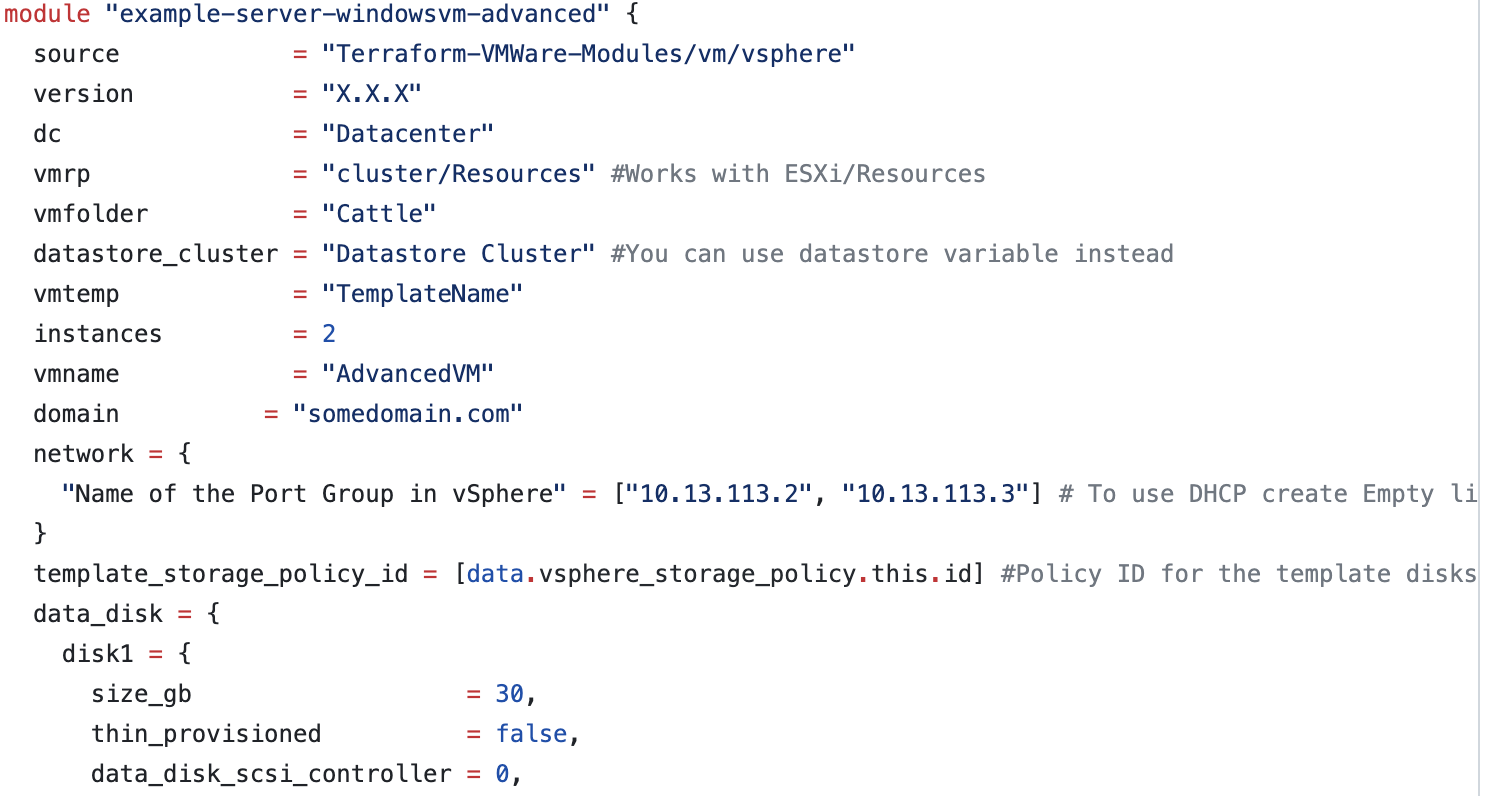 module "example-server-windowsvm-advanced" {
  source            = "Terraform-VMWare-Modules/vm/vsphere"
  version           = "X.X.X"
  dc                = "Datacenter"
  vmrp              = "cluster/Resources" #Works with ESXi/Resources
  vmfolder          = "Cattle"
  datastore_cluster = "Datastore Cluster" #You can use datastore variable instead
  vmtemp            = "TemplateName"
  instances         = 2
  vmname            = "AdvancedVM"
  domain          = "somedomain.com"
  network = {
    "Name of the Port Group in vSphere" = ["10.13.113.2", "10.13.113.3"] # To use DHCP create Empty li
  }
  template_storage_policy_id = [data.vsphere_storage_policy.this.id] #Policy ID for the template disks
  data_disk = {
    disk1 = {
      size_gb                   = 30,
      thin_provisioned          = false,
      data_disk_scsi_controller = 0,